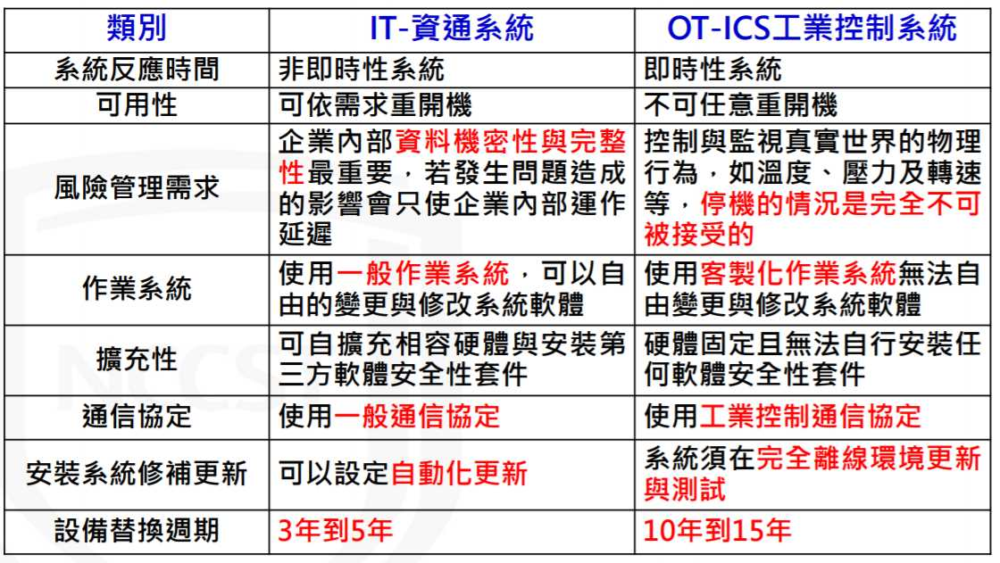 類別 IT-資通系統 OT-ICS工業控制系統
系統反應時間 非即時性系統 即時性系統
可用性 可依需求重開機 不可任意重開機
風險管理需求
企業內部資料機密性與完整
性最重要，若發生問題造成
的影響會只使企業內部運作
延遲
控制與監視真實世界的物理
行為，如溫度、壓力及轉速
等，停機的情況是完全不可
被接受的
作業系統
使用一般作業系統，可以自
由的變更與修改系統軟體
使用客製化作業系統無法自
由變更與修改系統軟體
擴充性
可自擴充相容硬體與安裝第
三方軟體安全性套件
硬體固定且無法自行安裝任
何軟體安全性套件
通信協定 使用一般通信協定 使用工業控制通信協定
安裝系統修補更新 可以設定自動化更新
系統須在完全離線環境更新
與測試
設備替換週期 3年到5年 10年到15年
NCCST